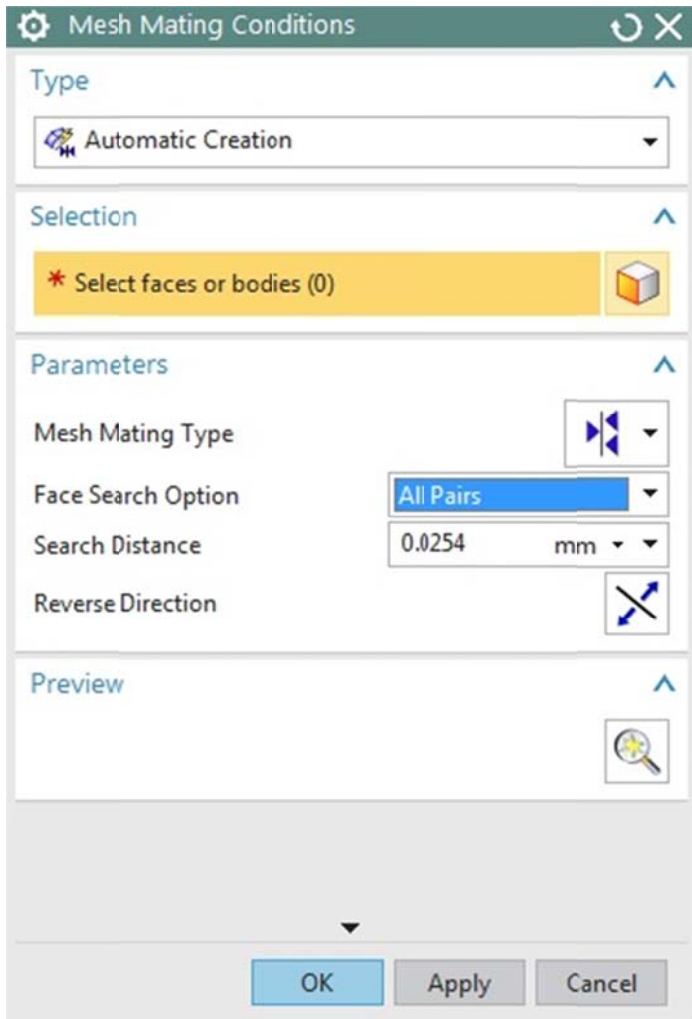 Mesh Mating Conditions
Type
Automatic Creation
Selection
* Select faces or bodies (0)
Parameters
Mesh Mating Type
Face Search Option All Pairs
Search Distance 0.0254 mm
Reverse Direction
Preview
OK Apply Cancel